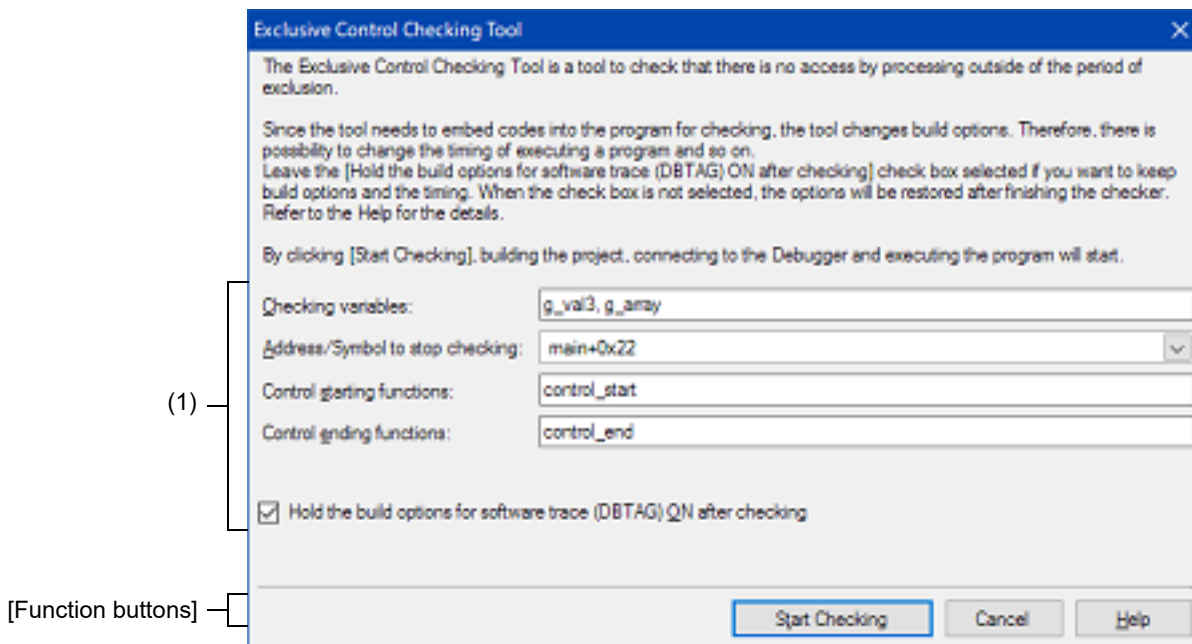 Exclusive Control Checking Tool
The Exclusive Control Checking Tool is a tool to check that there is no access by processing outside of the period of
exclusion.
Since the tool needs to embed codes into the program for checking, the tool changes build options. Therefore, there is
possibility to change the timing of executing a program and so on.
Leave the [Hold the build options for software trace (DBTAG) ON after checking] check box selected if you want to keep
build options and the timing. When the check box is not selected, the options will be restored after finishing the checker.
Refer to the Help for the details.
By clicking [Start Checking], building the project, connecting to the Debugger and executing the program will start.
Checking variables: g_val3, g_array
Address/Symbol to stop checking: main+0x22
(1)
Control starting functions: control_start
Control ending functions: control_end
Hold the build options for software trace (DBTAG) ON after checking
[Function buttons]
Start Checking Cancel Help